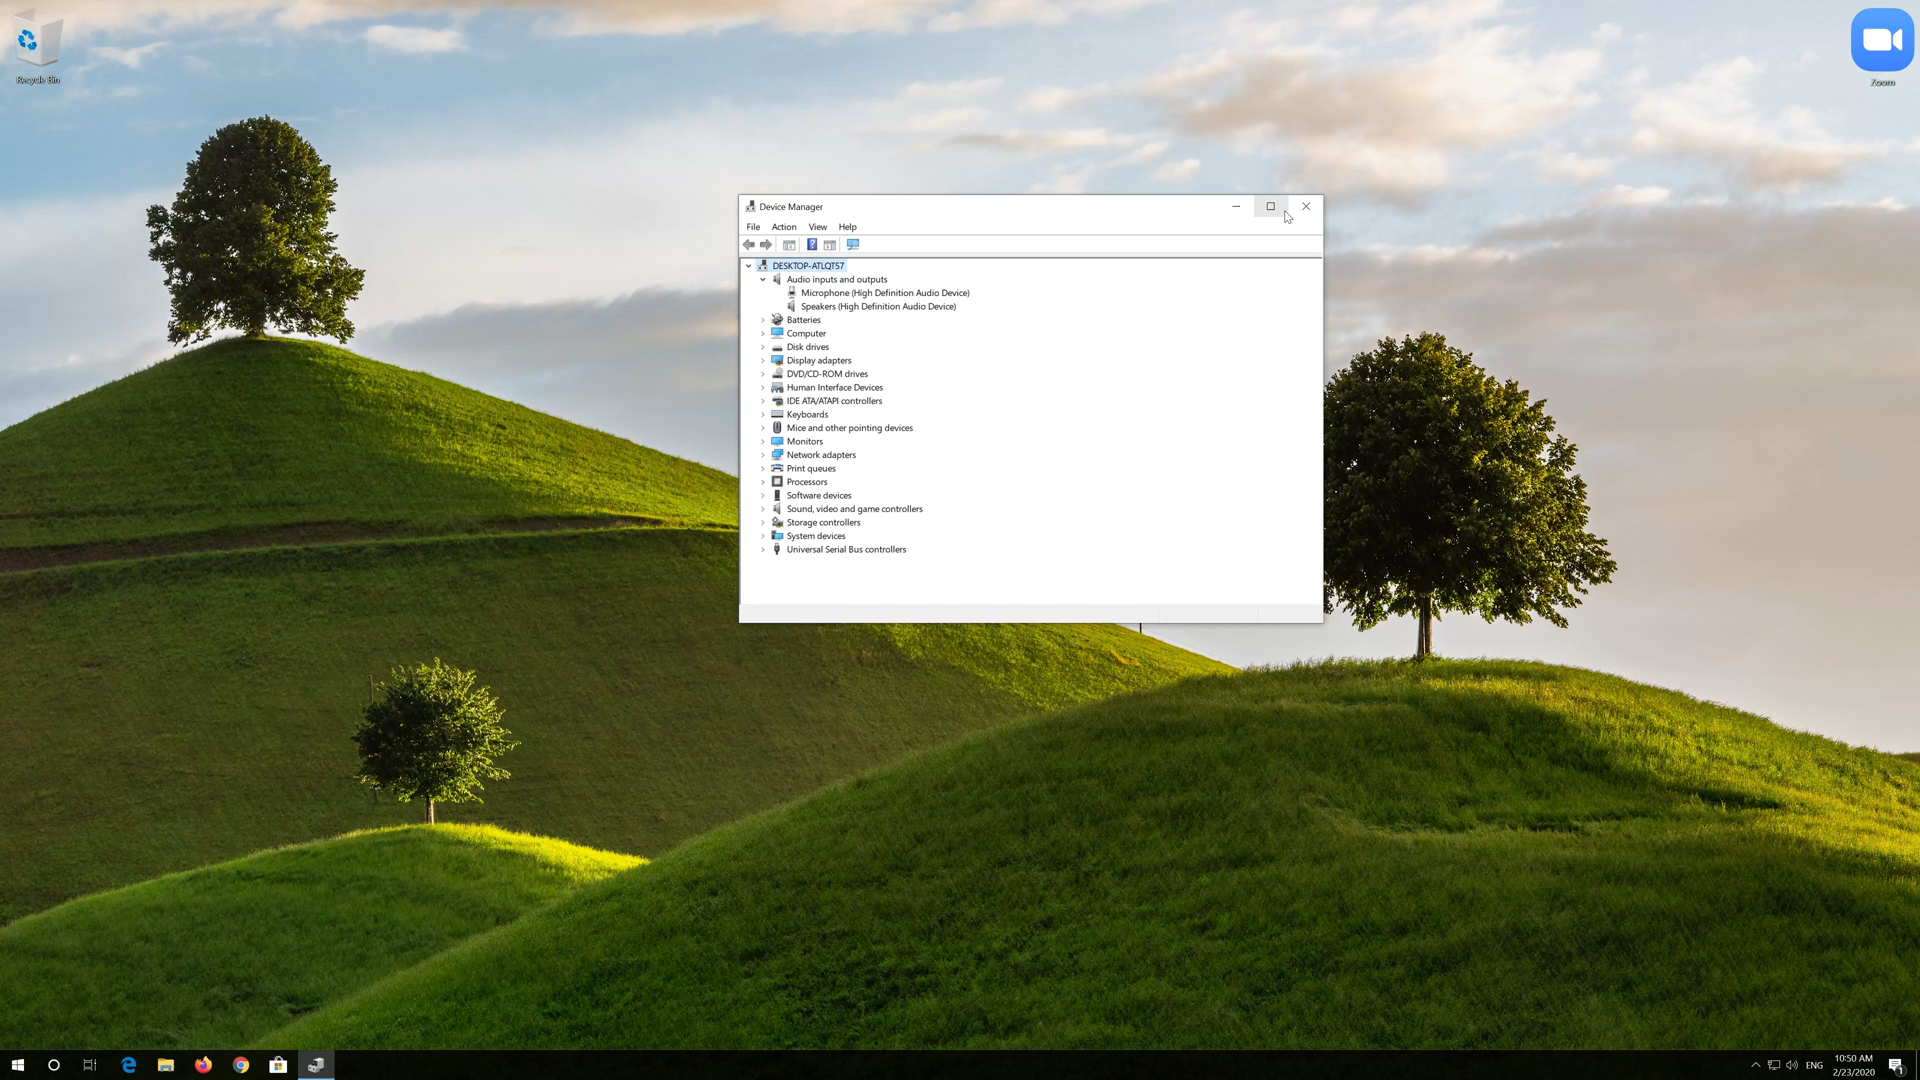 Recycle Bin
Zoom
Device Manager
File Action View Help
DESKTOP-ATLQT57
Audio inputs and outputs
Microphone (High Definition Audio Device)
Speakers (High Definition Audio Device)
Batteries
Computer
Disk drives
Display adapters
DVD/CD-ROM drives
Human Interface Devices
IDE ATA/ATAPI controllers
Keyboards
Mice and other pointing devices
Monitors
Network adapters
Print queues
Processors
Software devices
Sound, video and game controllers
Storage controllers
System devices
Universal Serial Bus controllers
ENG
10:50 AM
2/23/2020
1